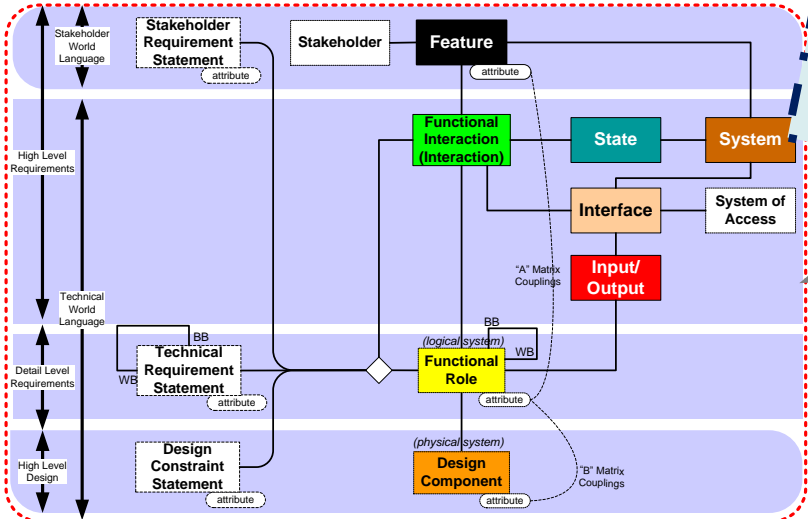 Stakeholder
World
Language
Stakeholder
Requirement
Statement
attribute
Stakeholder
Feature
attribute
High Level
Requirements
Functional
Interaction
(Interaction)
State
System
Interface
System of
Access
"A" Matrix
Couplings
Input/
Output
Technical
World
Language
BB
WB
Technical
Requirement
Statement
attribute
(logical system)
BB
WB
Functional
Role
attribute
Detail Level
Requirements
High Level
Design
Design
Constraint
Statement
attribute
(physical system)
Design
Component
attribute
"B" Matrix
Couplings